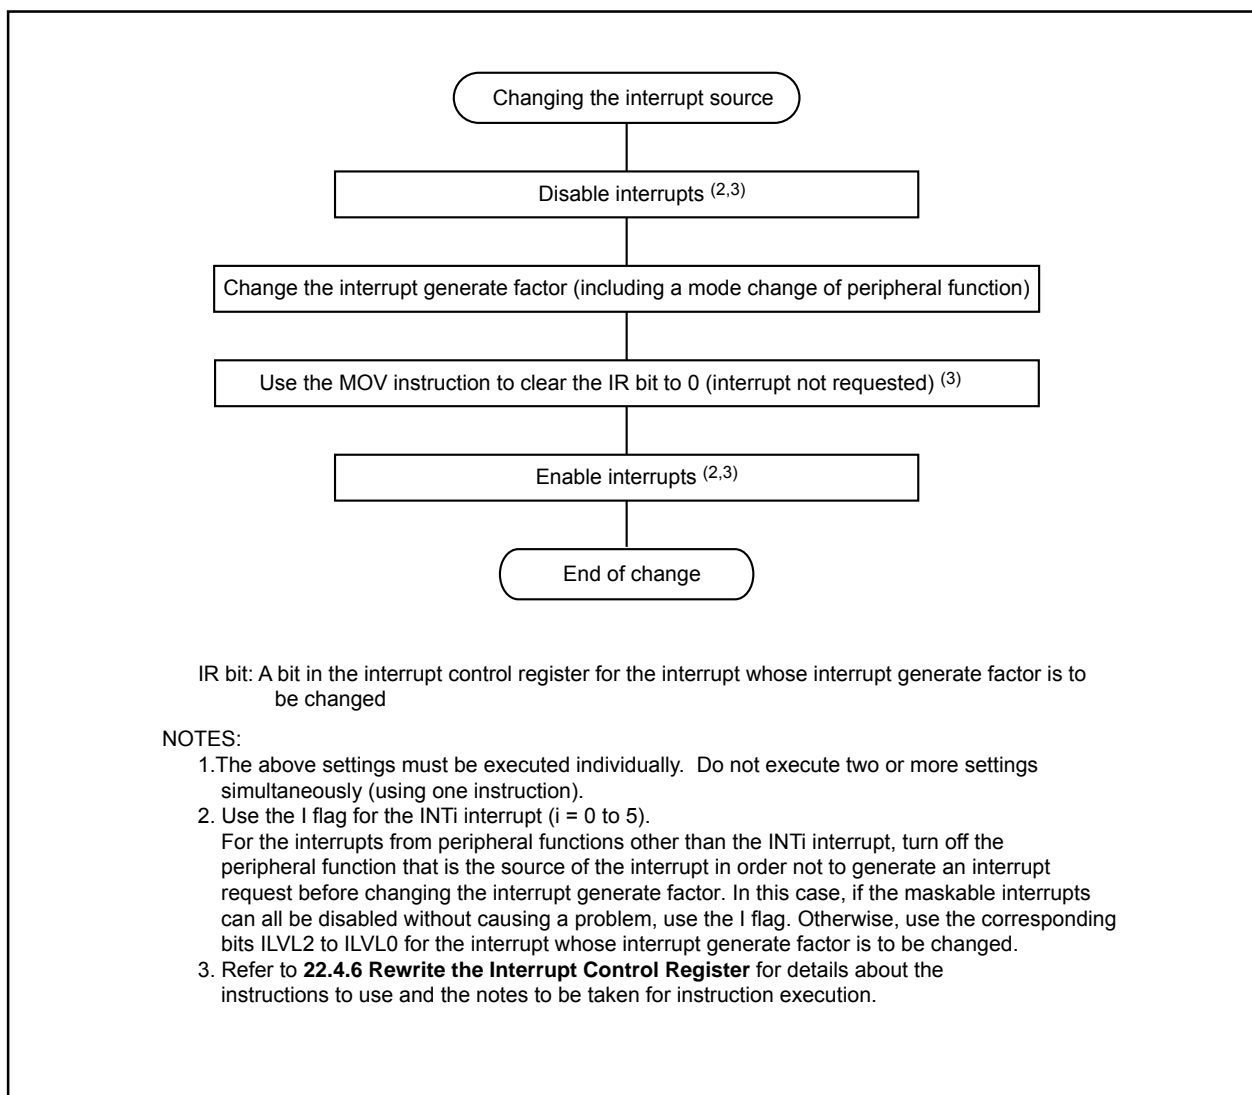 Changing the interrupt source
Disable interrupts (2,3)
Change the interrupt generate factor (including a mode change of peripheral function)
Use the MOV instruction to clear the IR bit to 0 (interrupt not requested) (3)
Enable interrupts (2,3)
End of change
IR bit: A bit in the interrupt control register for the interrupt whose interrupt generate factor is to
be changed
NOTES:
1.The above settings must be executed individually.  Do not execute two or more settings
simultaneously (using one instruction).
2. Use the I flag for the INTi interrupt (i = 0 to 5).
For the interrupts from peripheral functions other than the INTi interrupt, turn off the
peripheral function that is the source of the interrupt in order not to generate an interrupt
request before changing the interrupt generate factor. In this case, if the maskable interrupts
can all be disabled without causing a problem, use the I flag. Otherwise, use the corresponding
bits ILVL2 to ILVL0 for the interrupt whose interrupt generate factor is to be changed.
3. Refer to 22.4.6 Rewrite the Interrupt Control Register for details about the
instructions to use and the notes to be taken for instruction execution.